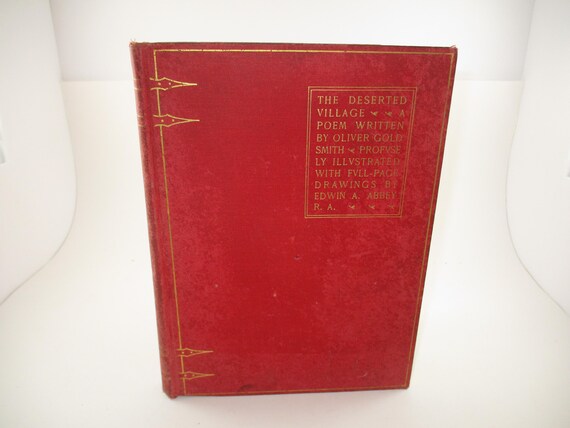 THE DESERTED
VILLAGE A
POEM WRITTEN
BY OLIVER GOLD
SMITH PROFVSE
LY ILLVSTRATED
WITH FVLL-PAGE
DRAWINGS BY
EDWIN A. ABBEY
R. A.